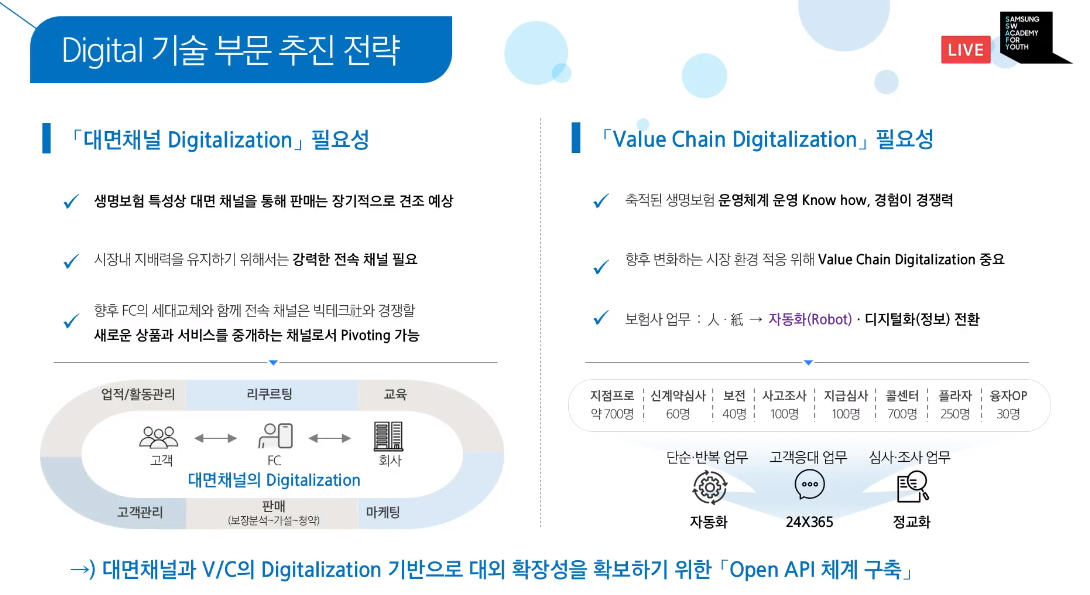 Digital 기술 부문 추진 전략
LIVE
SAMSUNG
SW
ACADEMY
FOR
YOUTH
「대면채널 Digitalization」 필요성
생명보험 특성상 대면 채널을 통해 판매는 장기적으로 견조 예상
시장내 지배력을 유지하기 위해서는 강력한 전속 채널 필요
향후 FC의 세대교체와 함께 전속 채널은 빅테크社와 경쟁할
새로운 상품과 서비스를 중개하는 채널로서 Pivoting 가능
업적/활동관리 리쿠르팅 교육
고객 FC 회사
대면채널의 Digitalization
고객관리 판매 마케팅
(보장분석~가설~청약)
「Value Chain Digitalization」 필요성
축적된 생명보험 운영체계 운영 Know how, 경험이 경쟁력
향후 변화하는 시장 환경 적응 위해 Value Chain Digitalization 중요
보험사 업무 : 人 · 紙 → 자동화(Robot) · 디지털화(정보) 전환
지점프로 신계약심사 보전 사고조사 지급심사 콜센터 플라자 융자OP
약 700명 60명 40명 100명 100명 700명 250명 30명
단순·반복 업무 고객응대 업무 심사·조사 업무
자동화 24X365 정교화
→) 대면채널과 V/C의 Digitalization 기반으로 대외 확장성을 확보하기 위한 「Open API 체계 구축」